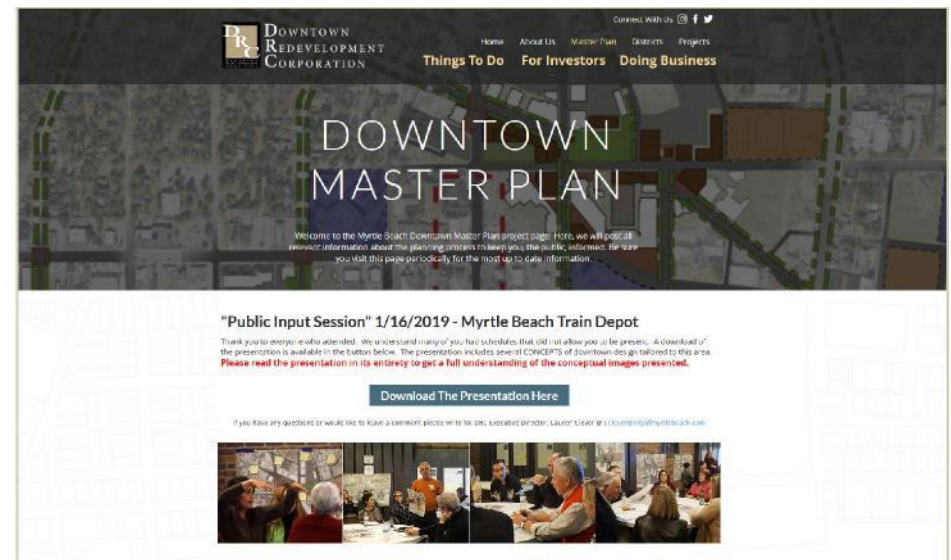 Connect With Us
DOWNTOWN
REDEVELOPMENT
CORPORATION
DRC
Home About Us Master Plan Districts Projects
Things To Do For Investors Doing Business
DOWNTOWN
MASTER PLAN
Welcome to the Myrtle Beach Downtown Master Plan project page! Here, we will post all
relevant information about the planning process to keep you, the public, informed. Be sure
you visit this page periodically for the most up to date information.
"Public Input Session" 1/16/2019 - Myrtle Beach Train Depot
Thank you to everyone who attended. We understand many of you had schedules that did not allow you to be present. A download of
the presentation is available in the button below. The presentation includes several CONCEPTS of downtown design tailored to this area.
Please read the presentation in its entirety to get a full understanding of the conceptual images presented.
Download The Presentation Here
If you have any questions or would like to leave a comment please write to: DRC Executive Director, Lauren Clever @